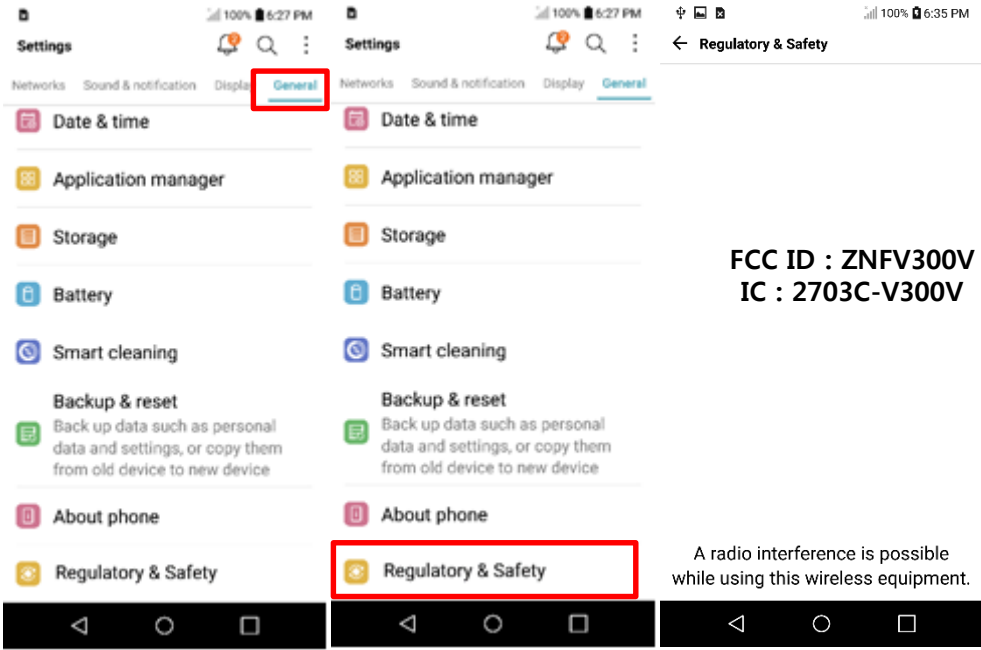 100% 6:27 PM
Settings
2
Networks Sound & notification Display General
Date & time
Application manager
Storage
Battery
Smart cleaning
Backup & reset
Back up data such as personal
data and settings, or copy them
from old device to new device
About phone
Regulatory & Safety
100% 6:27 PM
Settings
2
Networks Sound & notification Display General
Date & time
Application manager
Storage
Battery
Smart cleaning
Backup & reset
Back up data such as personal
data and settings, or copy them
from old device to new device
About phone
Regulatory & Safety
100% 6:35 PM
Regulatory & Safety
FCC ID : ZNFV300V
IC : 2703C-V300V
A radio interference is possible
while using this wireless equipment.